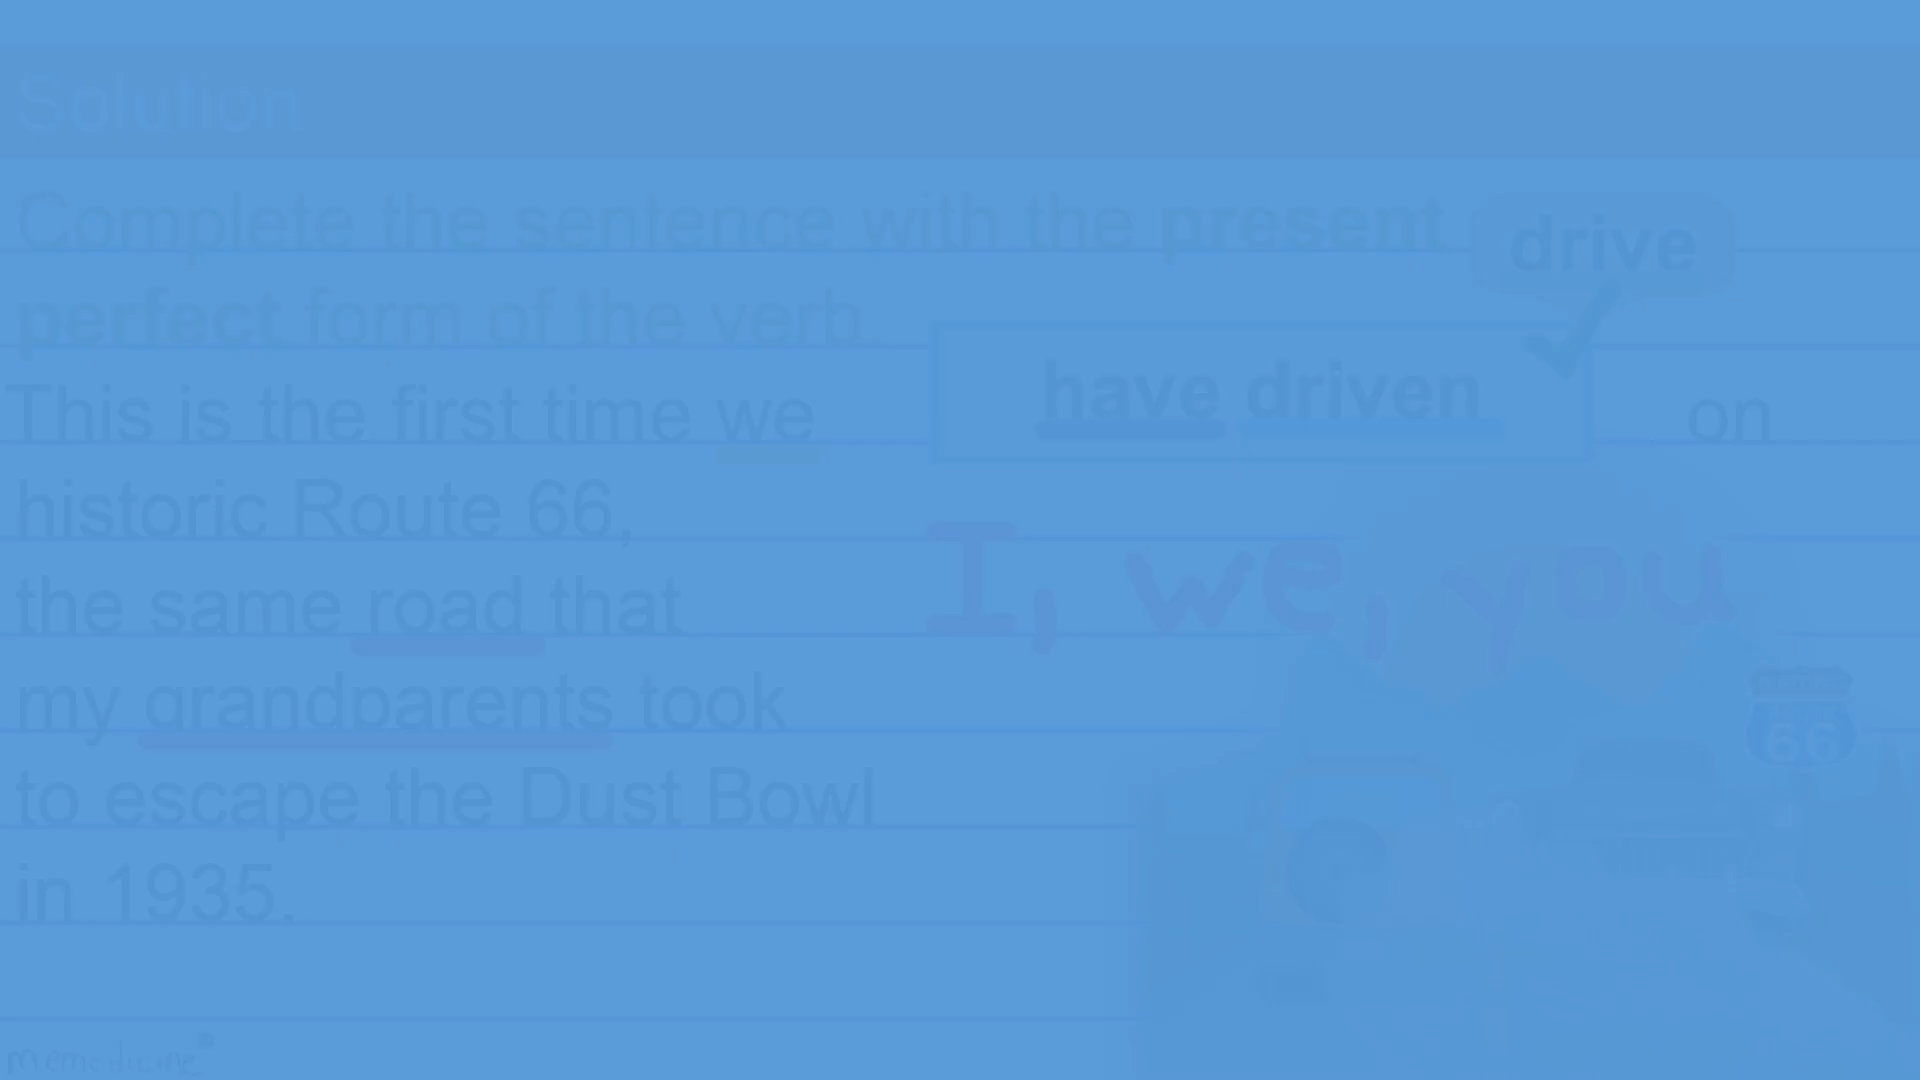 Solution
Complete the sentence with the present
drive
perfect form of the verb.
This is the first time we have driven on
historic Route 66,
I, we, you
the same road that
my grandparents took
66
to escape the Dust Bowl
in 1935.